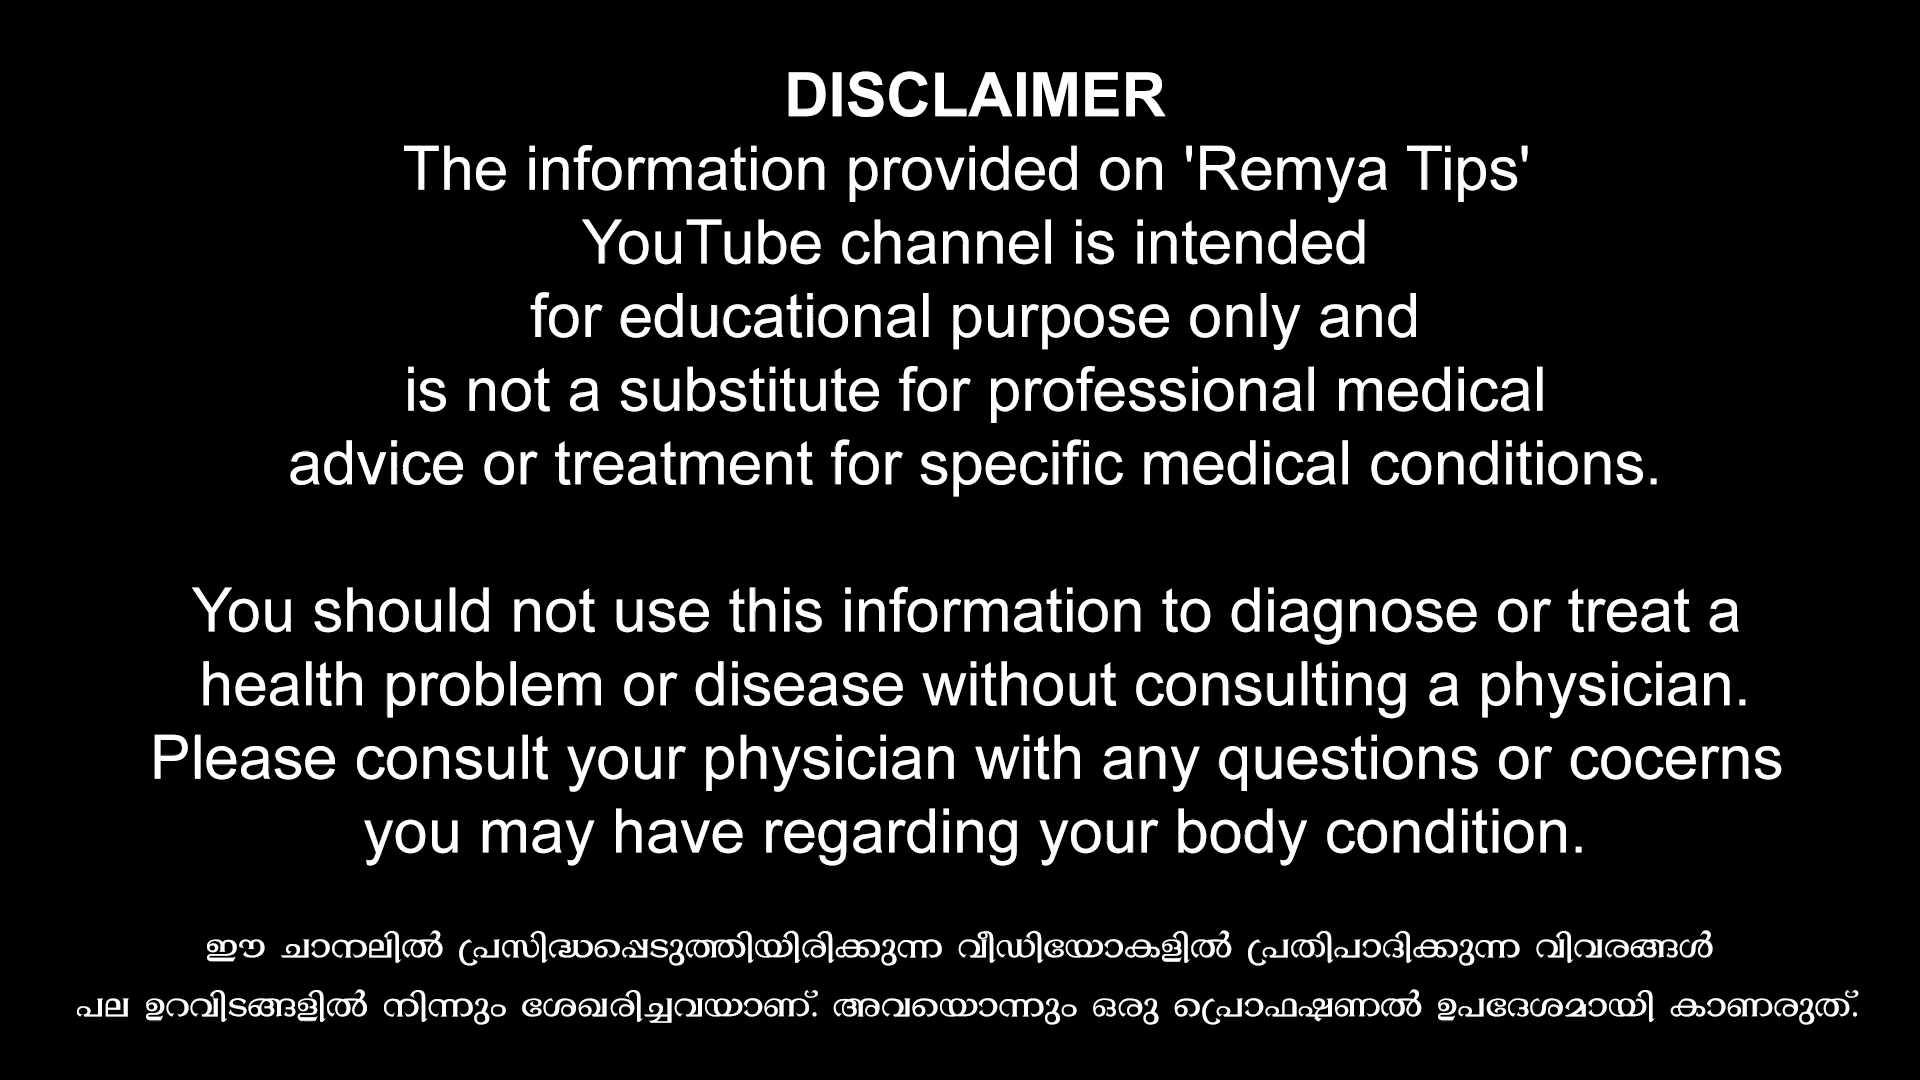 DISCLAIMER
The information provided on 'Remya Tips'
YouTube channel is intended
for educational purpose only and
is not a substitute for professional medical
advice or treatment for specific medical conditions.
You should not use this information to diagnose or treat a
health problem or disease without consulting a physician.
Please consult your physician with any questions or cocerns
you may have regarding your body condition.
ഈ ചാനലിൽ പ്രസിദ്ധപ്പെടുത്തിയിരിക്കുന്ന വീഡിയോകളിൽ പ്രതിപാദിക്കുന്ന വിവരങ്ങൾ
പല ഉറവിടങ്ങളിൽ നിന്നും ശേഖരിച്ചവയാണ്. അവയൊന്നും ഒരു പ്രൊഫഷണൽ ഉപദേശമായി കാണരുത്.